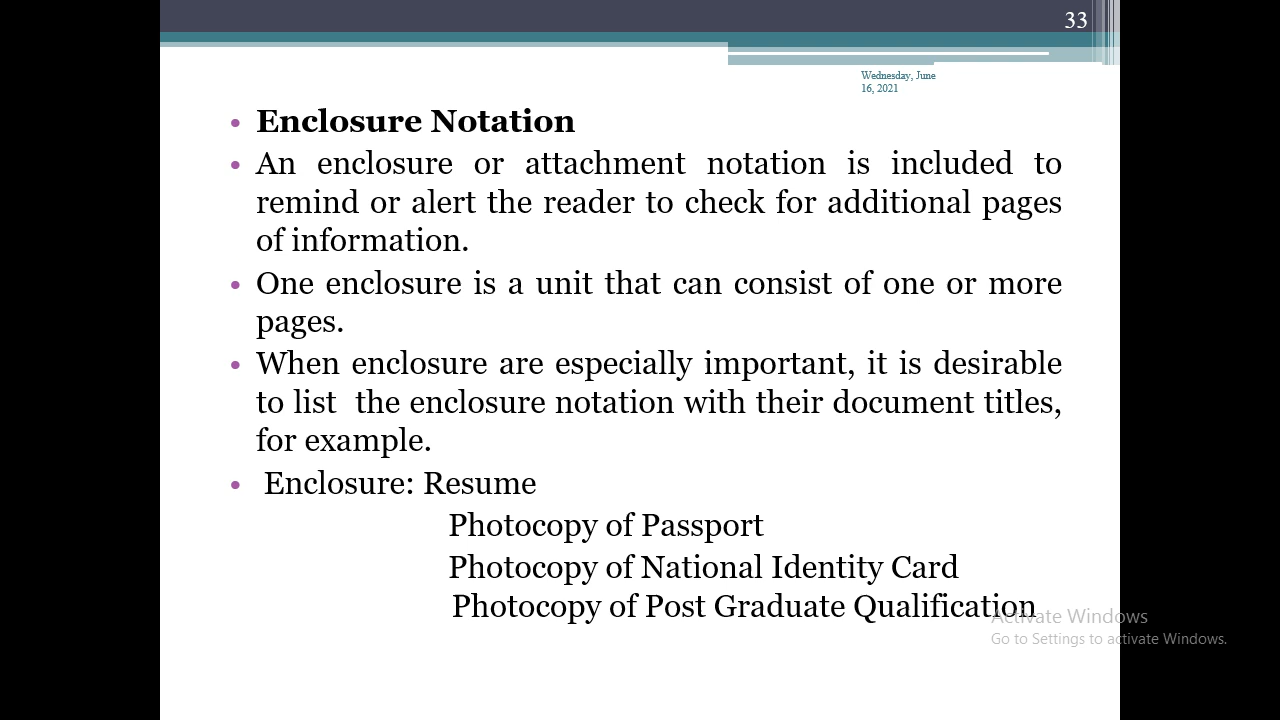 33
Wednesday, June
16, 2021
• Enclosure Notation
• An enclosure or attachment notation is included to
remind or alert the reader to check for additional pages
of information.
• One enclosure is a unit that can consist of one or more
pages.
• When enclosure are especially important, it is desirable
to list  the enclosure notation with their document titles,
for example.
• Enclosure: Resume
Photocopy of Passport
Photocopy of National Identity Card
Photocopy of Post Graduate Qualification
Activate Windows
Go to Settings to activate Windows.